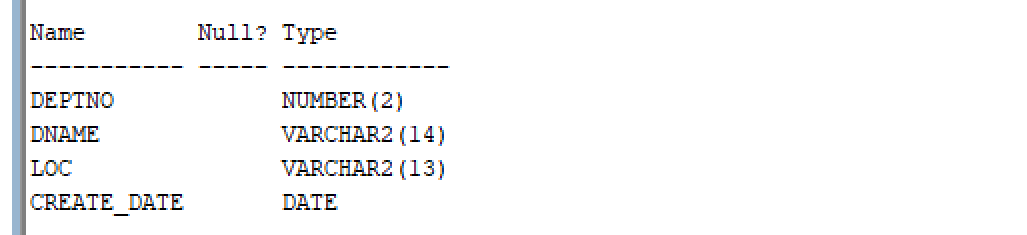 Name        Null? Type
----------- ----- ------------
DEPTNO            NUMBER(2)
DNAME             VARCHAR2(14)
LOC               VARCHAR2(13)
CREATE_DATE       DATE